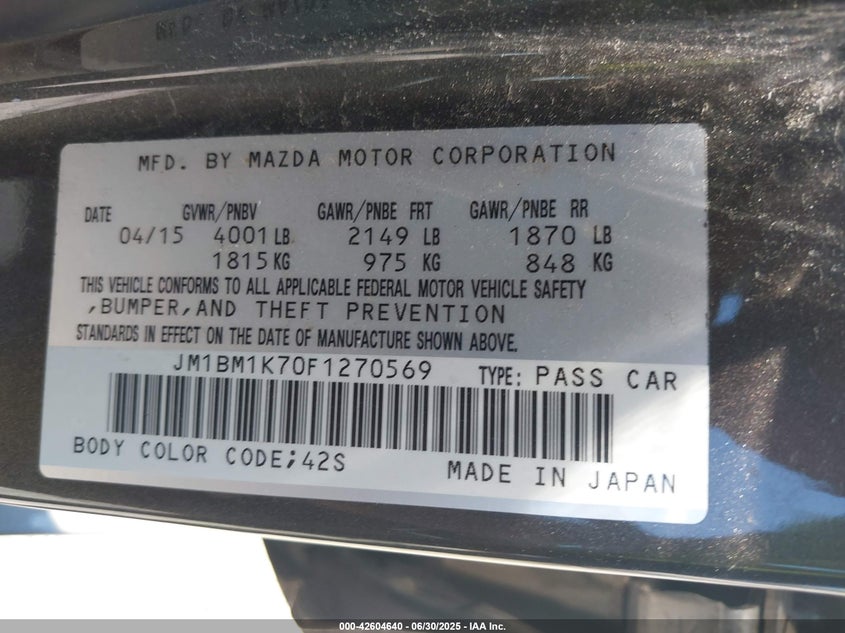 MFD. BY MAZDA MOTOR CORPORATION
DATE GVWR/PNBV GAWR/PNBE FRT GAWR/PNBE RR
04/15 4001 LB 2149 LB 1870 LB
1815 KG 975 KG 848 KG
THIS VEHICLE CONFORMS TO ALL APPLICABLE FEDERAL MOTOR VEHICLE SAFETY
,BUMPER,AND THEFT PREVENTION
STANDARDS IN EFFECT ON THE DATE OF MANUFACTURE SHOWN ABOVE.
JM1BM1K70F1270569 TYPE: PASS CAR
BODY COLOR CODE;42S MADE IN JAPAN
000-42604640 - 06/30/2025 - IAA Inc.